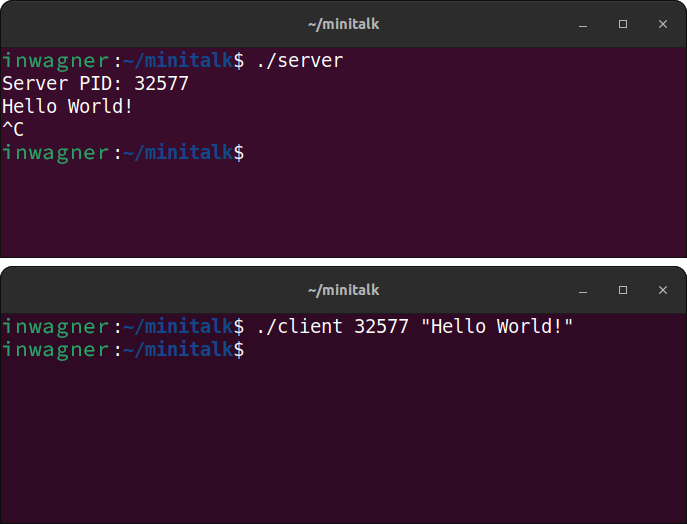 ~/minitalk
inwagner:~/minitalk$ ./server
Server PID: 32577
Hello World!
^C
inwagner:~/minitalk$
~/minitalk
inwagner:~/minitalk$ ./client 32577 "Hello World!"
inwagner:~/minitalk$